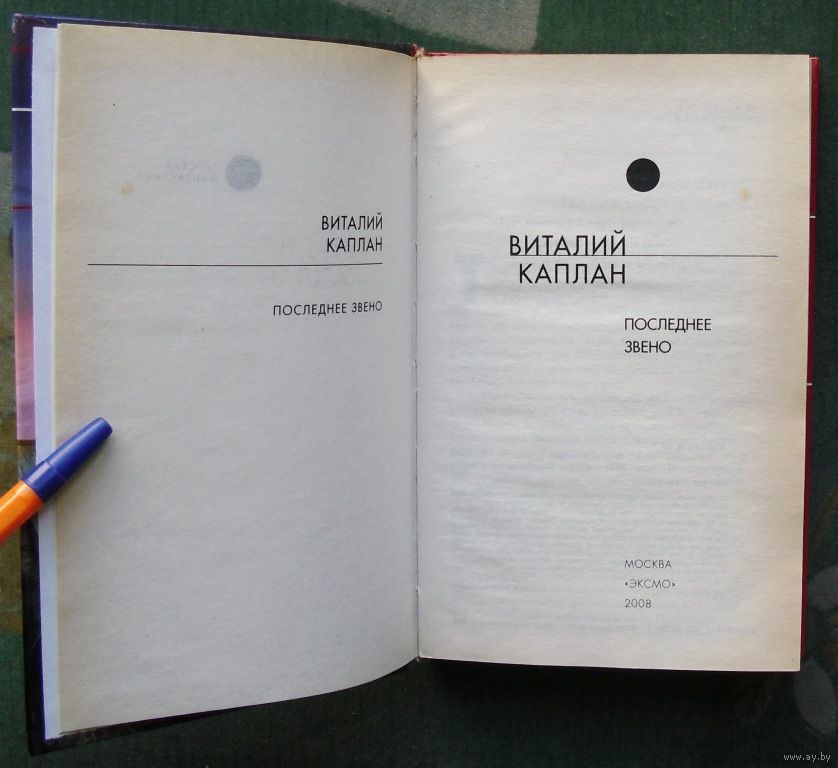 ВИТАЛИЙ
КАПЛАН
ПОСЛЕДНЕЕ ЗВЕНО
ВИТАЛИЙ
КАПЛАН
ПОСЛЕДНЕЕ
ЗВЕНО
МОСКВА
«ЭКСМО»
2008
www.ay.by